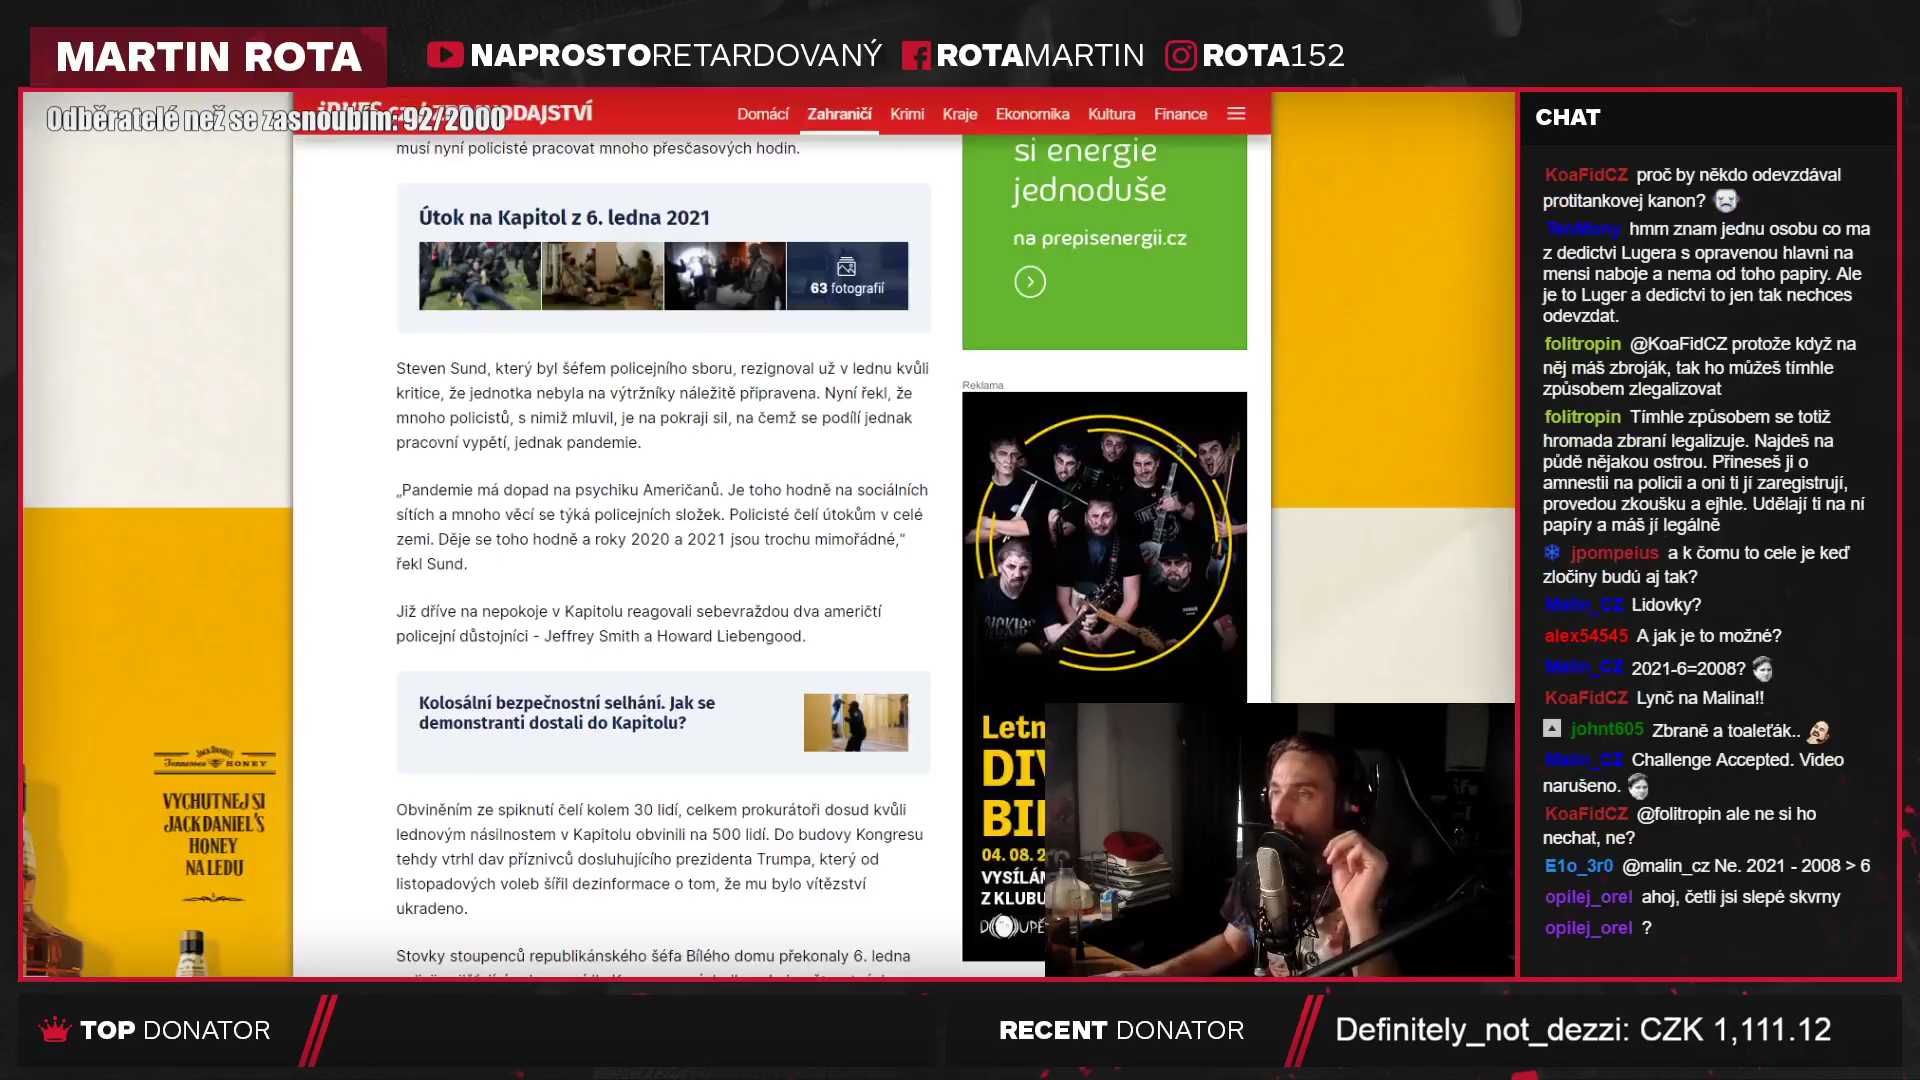 MARTIN ROTA
NAPROSTORETARDOVANÝ
ROTAMARTIN
ROTA152
Odběratelé než se zasnoubím: 92/2000
Domácí Zahraničí Krimi Kraje Ekonomika Kultura Finance
musí nyní policisté pracovat mnoho přesčasových hodin.
Útok na Kapitol z 6. ledna 2021
63 fotografií
Steven Sund, který byl šéfem policejního sboru, rezignoval už v lednu kvůli
kritice, že jednotka nebyla na výtržníky náležitě připravena. Nyní řekl, že
mnoho policistů, s nimiž mluvil, je na pokraji sil, na čemž se podílí jednak
pracovní vypětí, jednak pandemie.
„Pandemie má dopad na psychiku Američanů. Je toho hodně na sociálních
sítích a mnoho věcí se týká policejních složek. Policisté čelí útokům v celé
zemi. Děje se toho hodně a roky 2020 a 2021 jsou trochu mimořádné,“
řekl Sund.
Již dříve na nepokoje v Kapitolu reagovali sebevraždou dva američtí
policejní důstojníci - Jeffrey Smith a Howard Liebengood.
Kolosální bezpečnostní selhání. Jak se
demonstranti dostali do Kapitolu?
Obviněním ze spiknutí čelí kolem 30 lidí, celkem prokurátoři dosud kvůli
lednovým násilnostem v Kapitolu obvinili na 500 lidí. Do budovy Kongresu
tehdy vtrhl dav příznivců dosluhujícího prezidenta Trumpa, který od
listopadových voleb šířil dezinformace o tom, že mu bylo vítězství
ukradeno.
Stovky stoupenců republikánského šéfa Bílého domu překonaly 6. ledna
si energie
jednoduše
na prepisenergii.cz
Reklama
Letn
DIV
BI
04. 08. 2
VYSÍLÁN
Z KLUBU
JACK DANIEL'S
Tennessee HONEY
VYCHUTNEJ SI
JACK DANIEL'S
HONEY
NA LEDU
CHAT
KoaFidCZ proč by někdo odevzdával
protitankovej kanon?
TenMony hmm znam jednu osobu co ma
z dedictvi Lugera s opravenou hlavni na
mensi naboje a nema od toho papiry. Ale
je to Luger a dedictvi to jen tak nechces
odevzdat.
folitropin @KoaFidCZ protože když na
něj máš zbroják, tak ho můžeš tímhle
způsobem zlegalizovat
folitropin Tímhle způsobem se totiž
hromada zbraní legalizuje. Najdeš na
půdě nějakou ostrou. Přineseš ji o
amnestii na policii a oni ti jí zaregistrují,
provedou zkoušku a ejhle. Udělají ti na ní
papíry a máš jí legálně
jpompeius a k čomu to cele je keď
zločiny budú aj tak?
Malin_CZ Lidovky?
alex54545 A jak je to možné?
Malin_CZ 2021-6=2008?
KoaFidCZ Lynč na Malina!!
johnt605 Zbraně a toaleťák..
Malin_CZ Challenge Accepted. Video
narušeno.
KoaFidCZ @folitropin ale ne si ho
nechat, ne?
E1o_3r0 @malin_cz Ne. 2021 - 2008 > 6
opilej_orel ahoj, četli jsi slepé skvrny
opilej_orel ?
TOP DONATOR
RECENT DONATOR
Definitely_not_dezzi: CZK 1,111.12